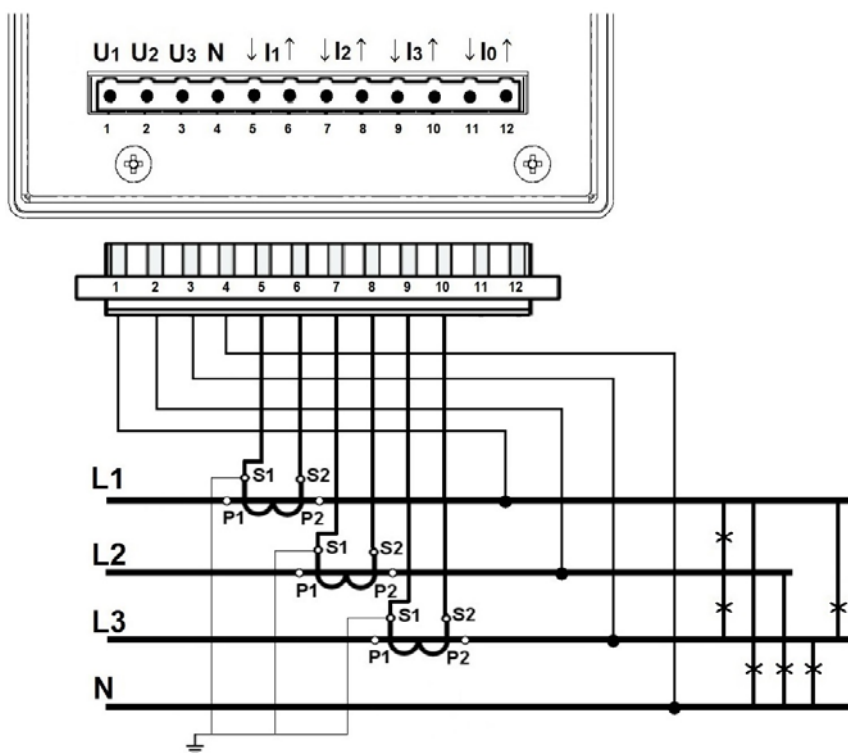 U1 U2 U3 N ↓ I1 ↑ ↓ I2 ↑ ↓ I3 ↑ ↓ I0 ↑
1 2 3 4 5 6 7 8 9 10 11 12
1 2 3 4 5 6 7 8 9 10 11 12
L1 S1 S2
P1 P2
L2 S1 S2
P1 P2
L3 S1 S2
P1 P2
N